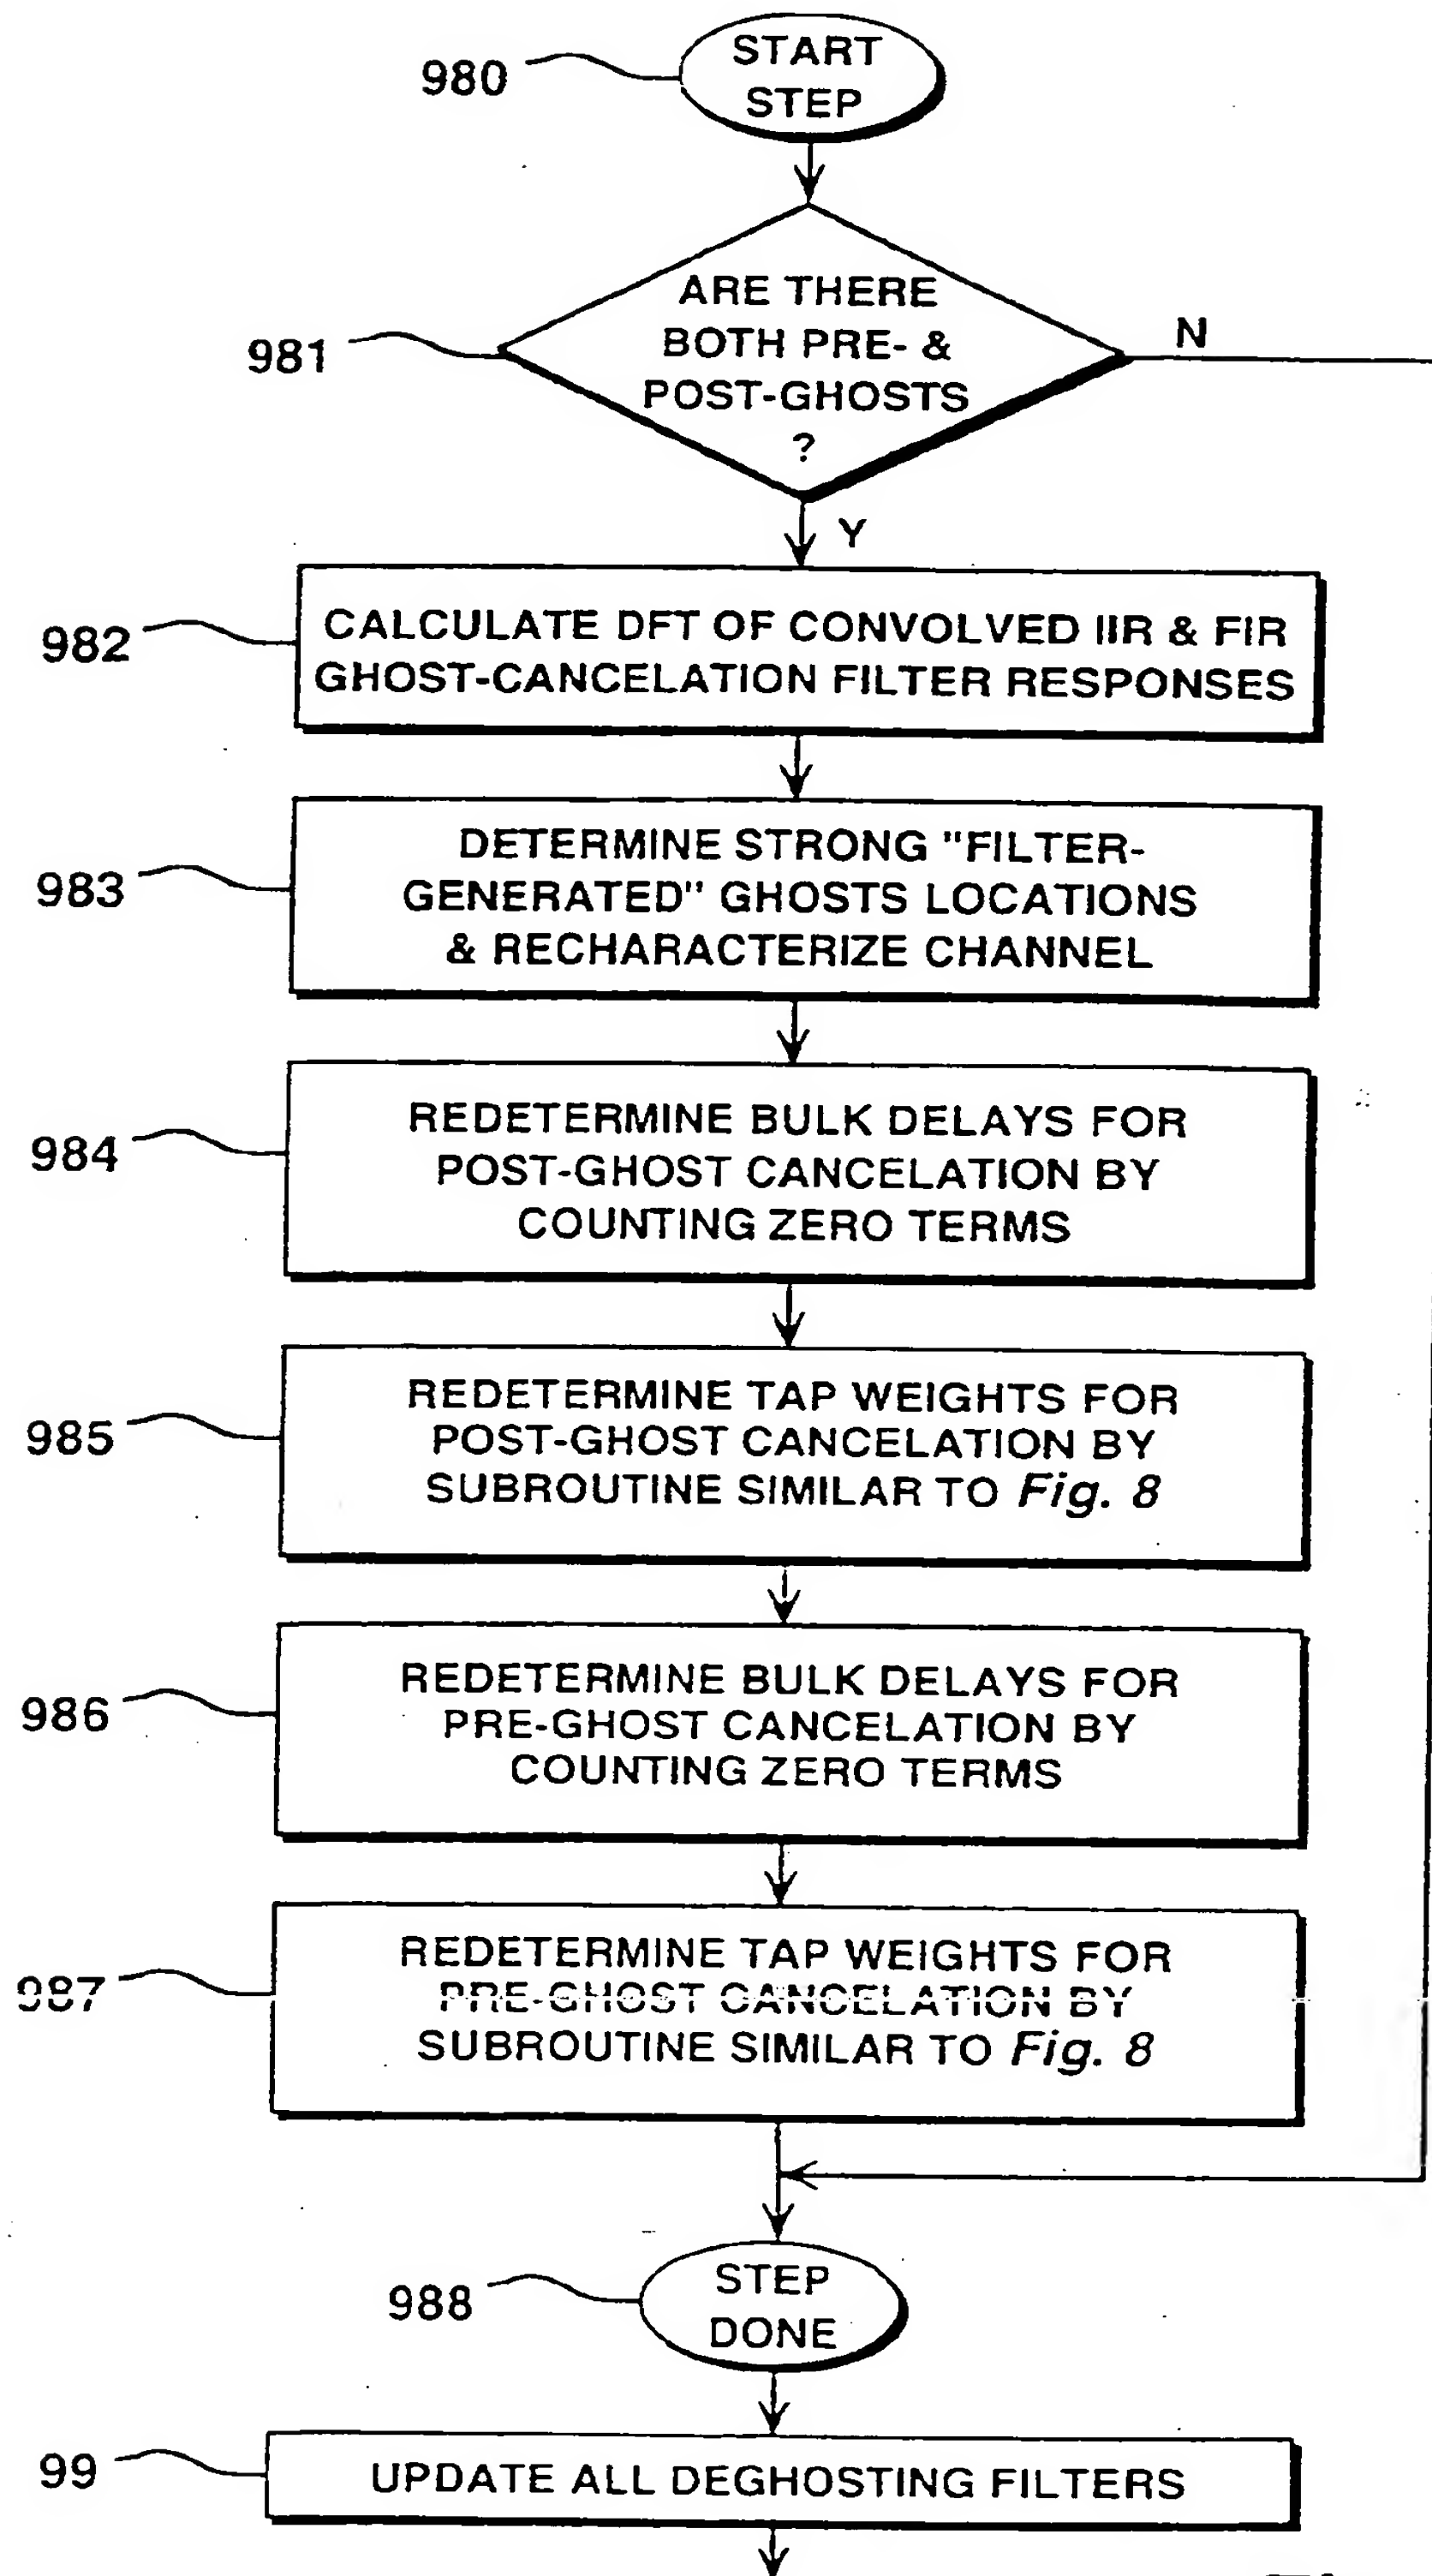 980
START
STEP
981
ARE THERE
BOTH PRE- &
POST-GHOSTS
?
N
Y
982
CALCULATE DFT OF CONVOLVED IIR & FIR
GHOST-CANCELATION FILTER RESPONSES
983
DETERMINE STRONG "FILTER-
GENERATED" GHOSTS LOCATIONS
& RECHARACTERIZE CHANNEL
984
REDETERMINE BULK DELAYS FOR
POST-GHOST CANCELATION BY
COUNTING ZERO TERMS
985
REDETERMINE TAP WEIGHTS FOR
POST-GHOST CANCELATION BY
SUBROUTINE SIMILAR TO Fig. 8
986
REDETERMINE BULK DELAYS FOR
PRE-GHOST CANCELATION BY
COUNTING ZERO TERMS
987
REDETERMINE TAP WEIGHTS FOR
PRE-GHOST CANCELATION BY
SUBROUTINE SIMILAR TO Fig. 8
988
STEP
DONE
99
UPDATE ALL DEGHOSTING FILTERS